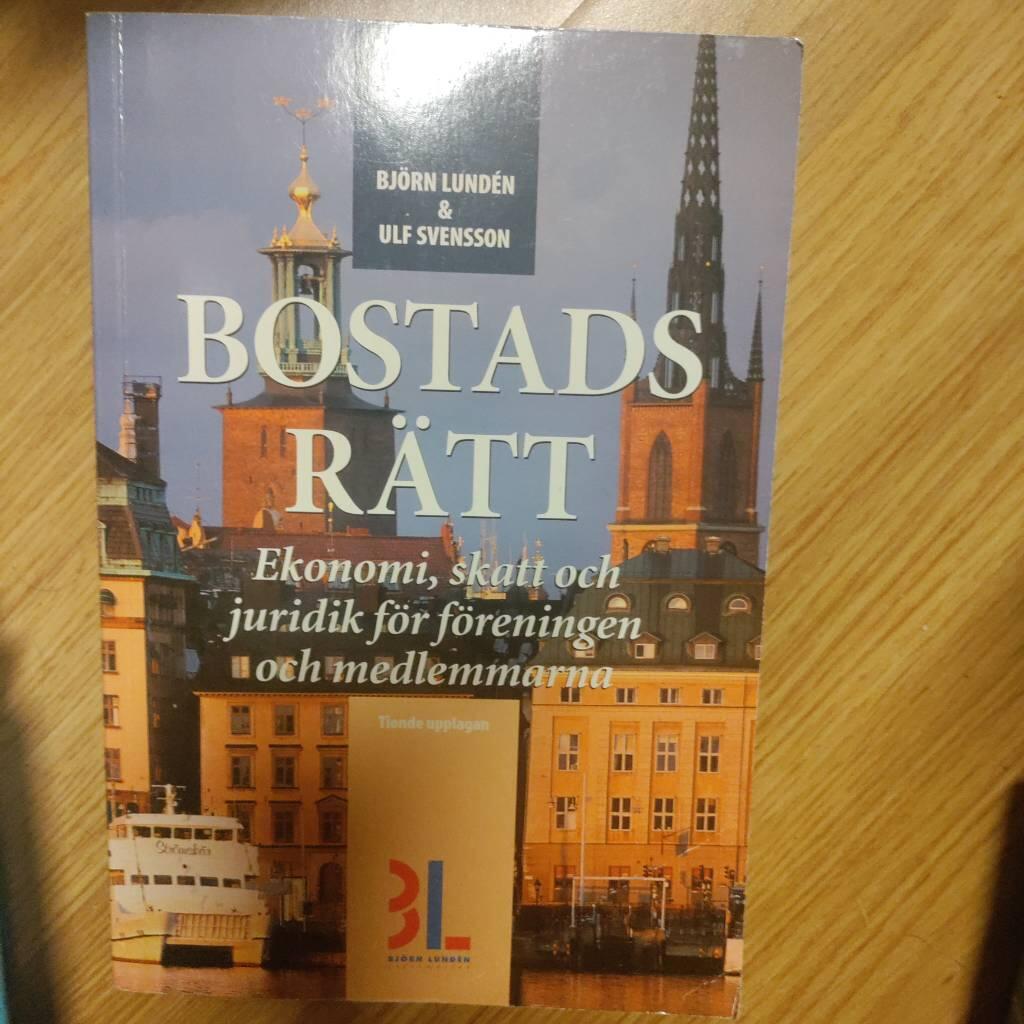 BJÖRN LUNDÉN
&
ULF SVENSSON
BOSTADS
RÄTT
Ekonomi, skatt och
juridik för föreningen
och medlemmarna
Tionde upplagan
Strömskär
BL
BJÖRN LUNDÉN